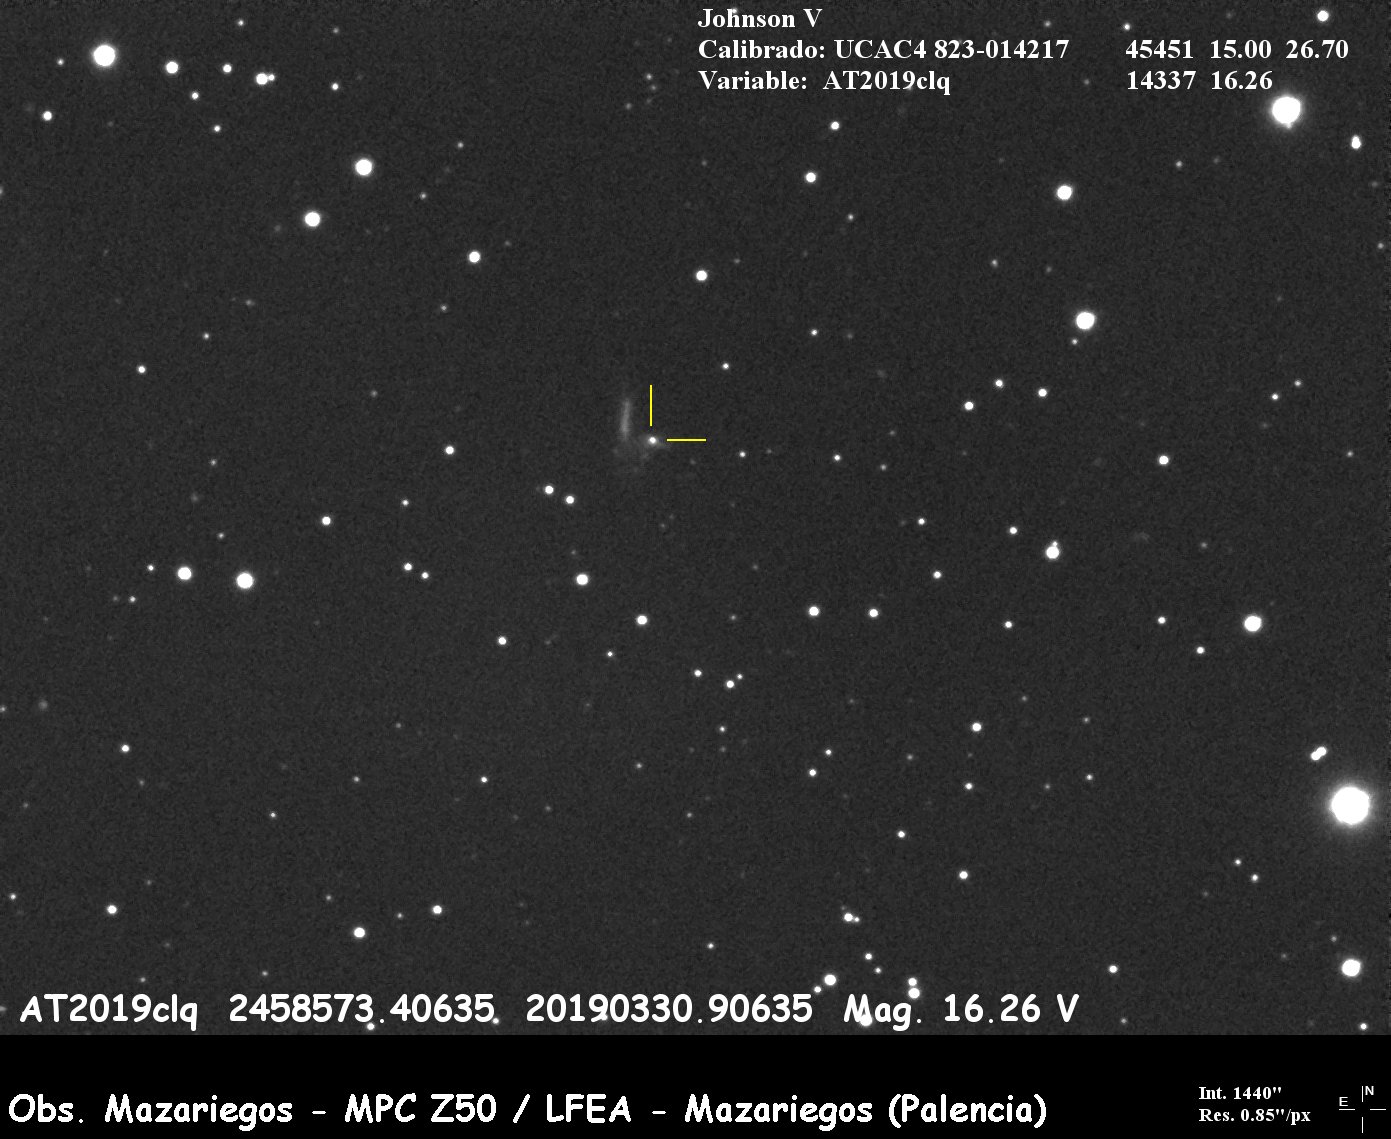 Johnson V
Calibrado: UCAC4 823-014217 45451 15.00 26.70
Variable: AT2019clq 14337 16.26
AT2019clq 2458573.40635 20190330.90635 Mag. 16.26 V
Obs. Mazariegos - MPC Z50 / LFEA - Mazariegos (Palencia)
Int. 1440"
Res. 0.85"/px
N
E